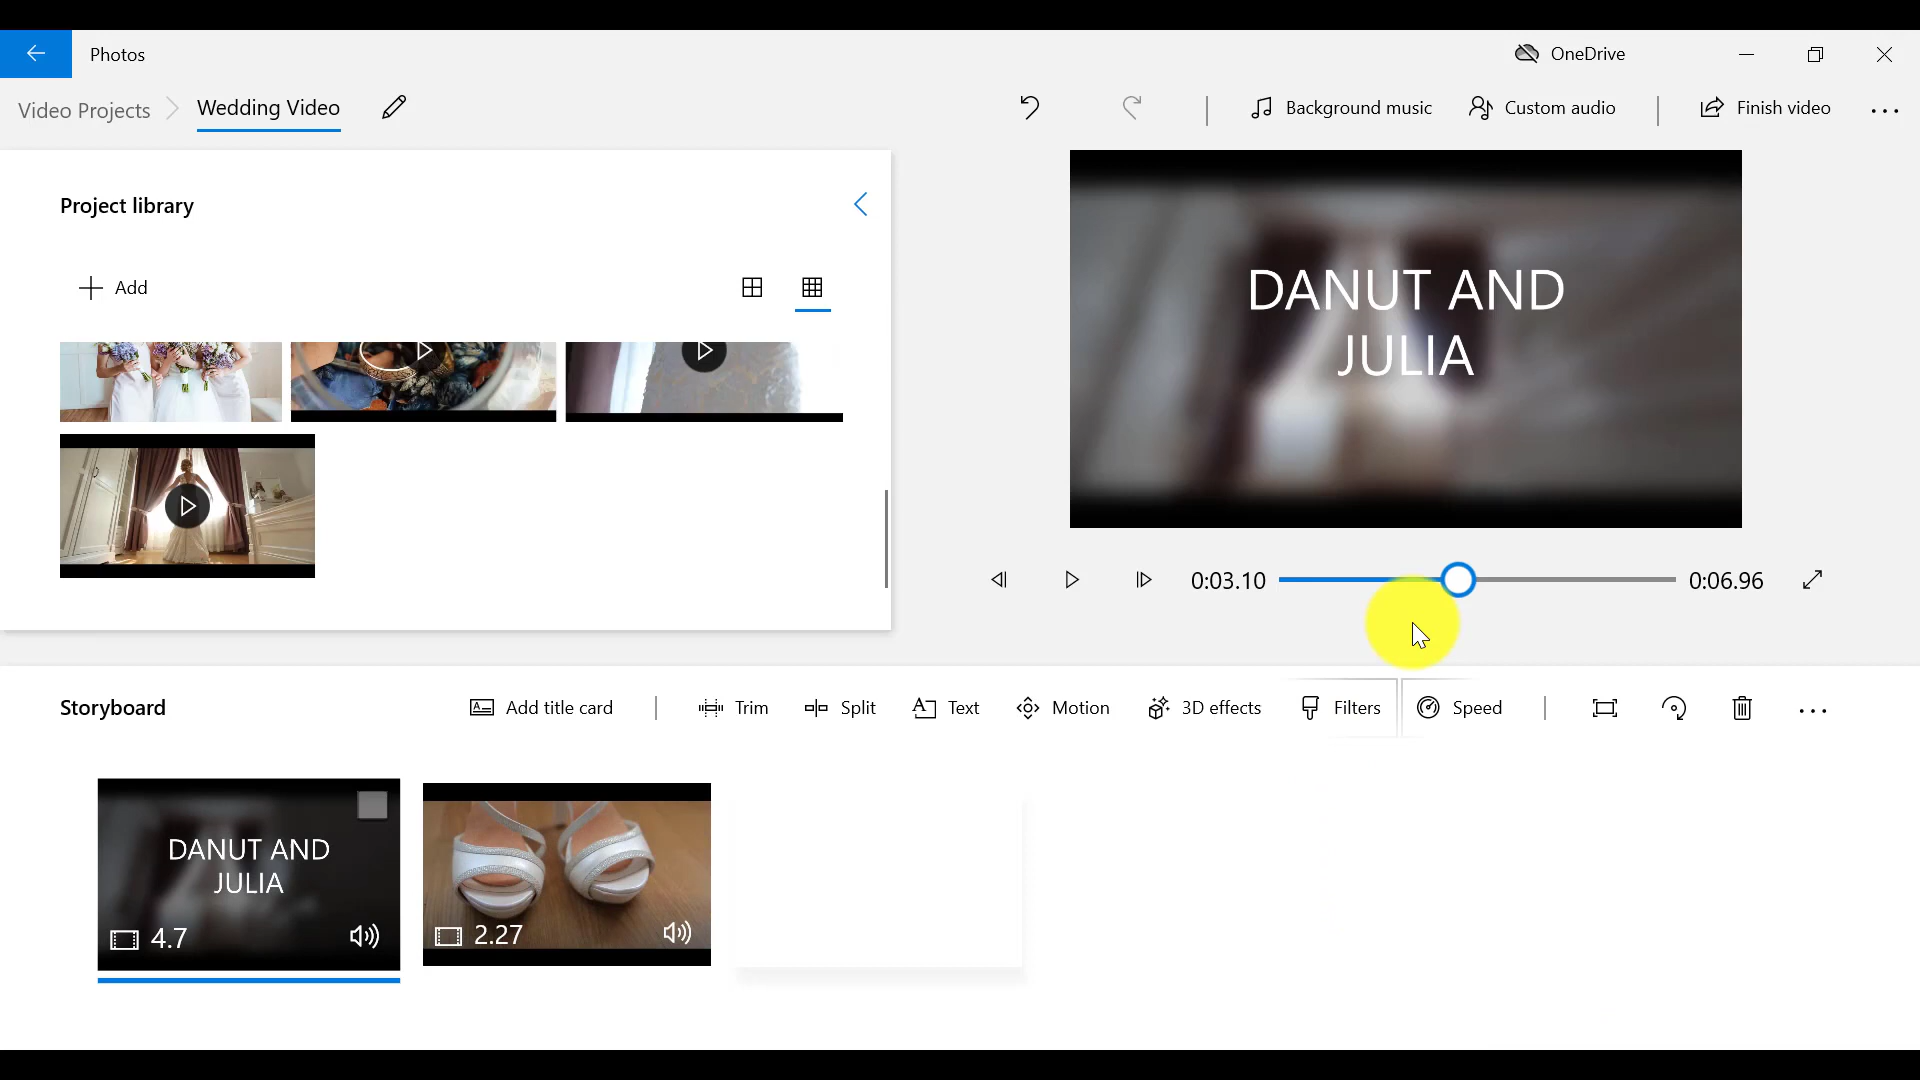 Photos
OneDrive
Video Projects
Wedding Video
Background music
Custom audio
Finish video
Project library
Add
DANUT AND
JULIA
0:03.10
0:06.96
Storyboard
Add title card
Trim
Split
Text
Motion
3D effects
Filters
Speed
DANUT AND
JULIA
4.7
2.27